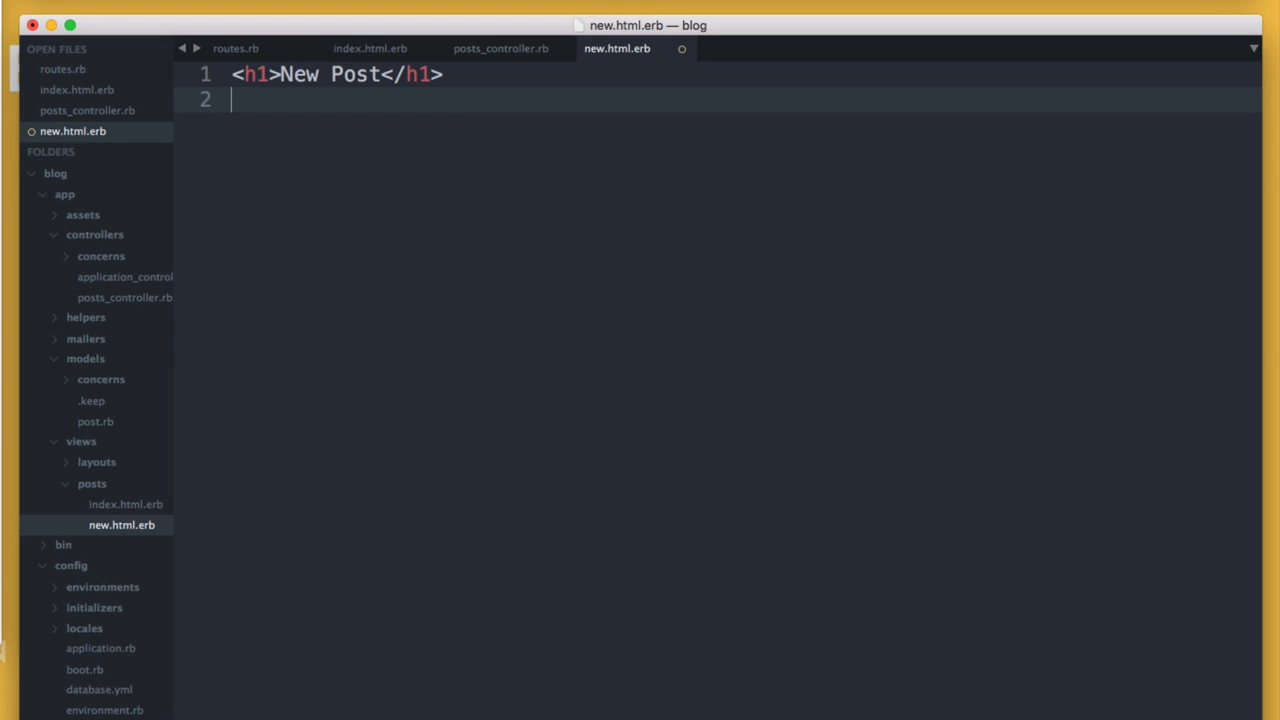 new.html.erb — blog
OPEN FILES
routes.rb
index.html.erb
posts_controller.rb
new.html.erb
FOLDERS
blog
app
assets
controllers
concerns
application_control
posts_controller.rb
helpers
mailers
models
concerns
.keep
post.rb
views
layouts
posts
index.html.erb
new.html.erb
bin
config
environments
initializers
locales
application.rb
boot.rb
database.yml
environment.rb
routes.rb index.html.erb posts_controller.rb new.html.erb
1 <h1>New Post</h1>
2